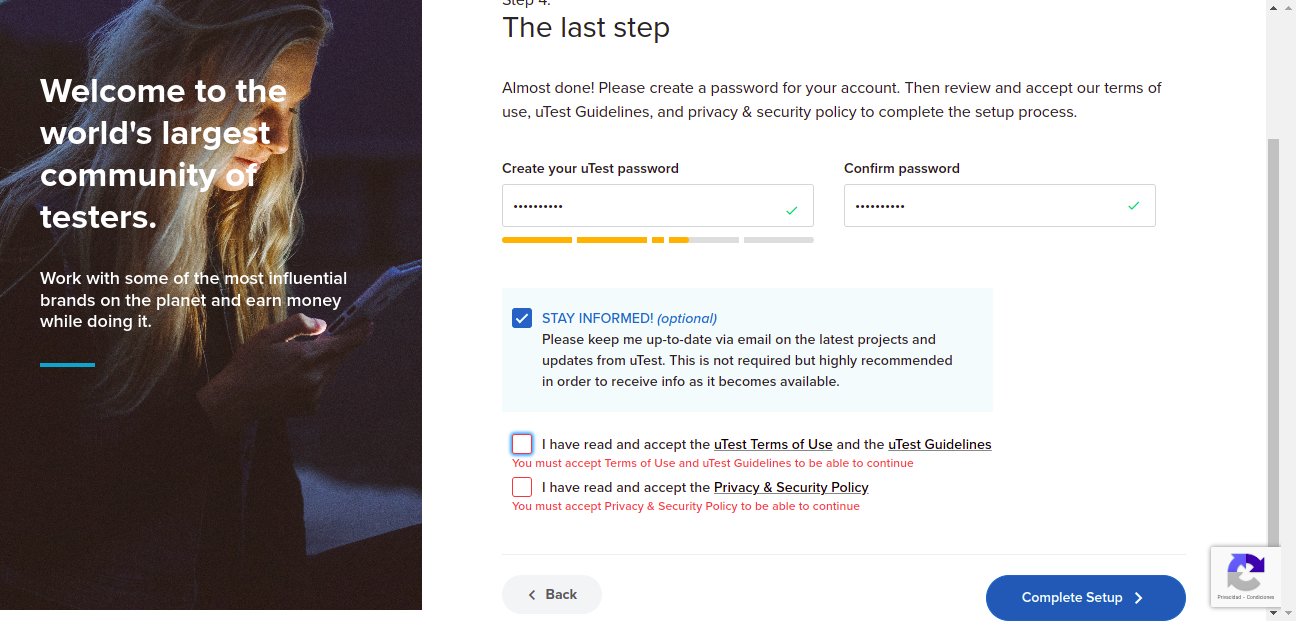 Welcome to the
world's largest
community of
testers.
Work with some of the most influential
brands on the planet and earn money
while doing it.
Step 4.
The last step
Almost done! Please create a password for your account. Then review and accept our terms of
use, uTest Guidelines, and privacy & security policy to complete the setup process.
Create your uTest password
Confirm password
••••••••••
••••••••••
STAY INFORMED! (optional)
Please keep me up-to-date via email on the latest projects and
updates from uTest. This is not required but highly recommended
in order to receive info as it becomes available.
I have read and accept the uTest Terms of Use and the uTest Guidelines
You must accept Terms of Use and uTest Guidelines to be able to continue
I have read and accept the Privacy & Security Policy
You must accept Privacy & Security Policy to be able to continue
Back
Complete Setup
Privacidad - Condiciones